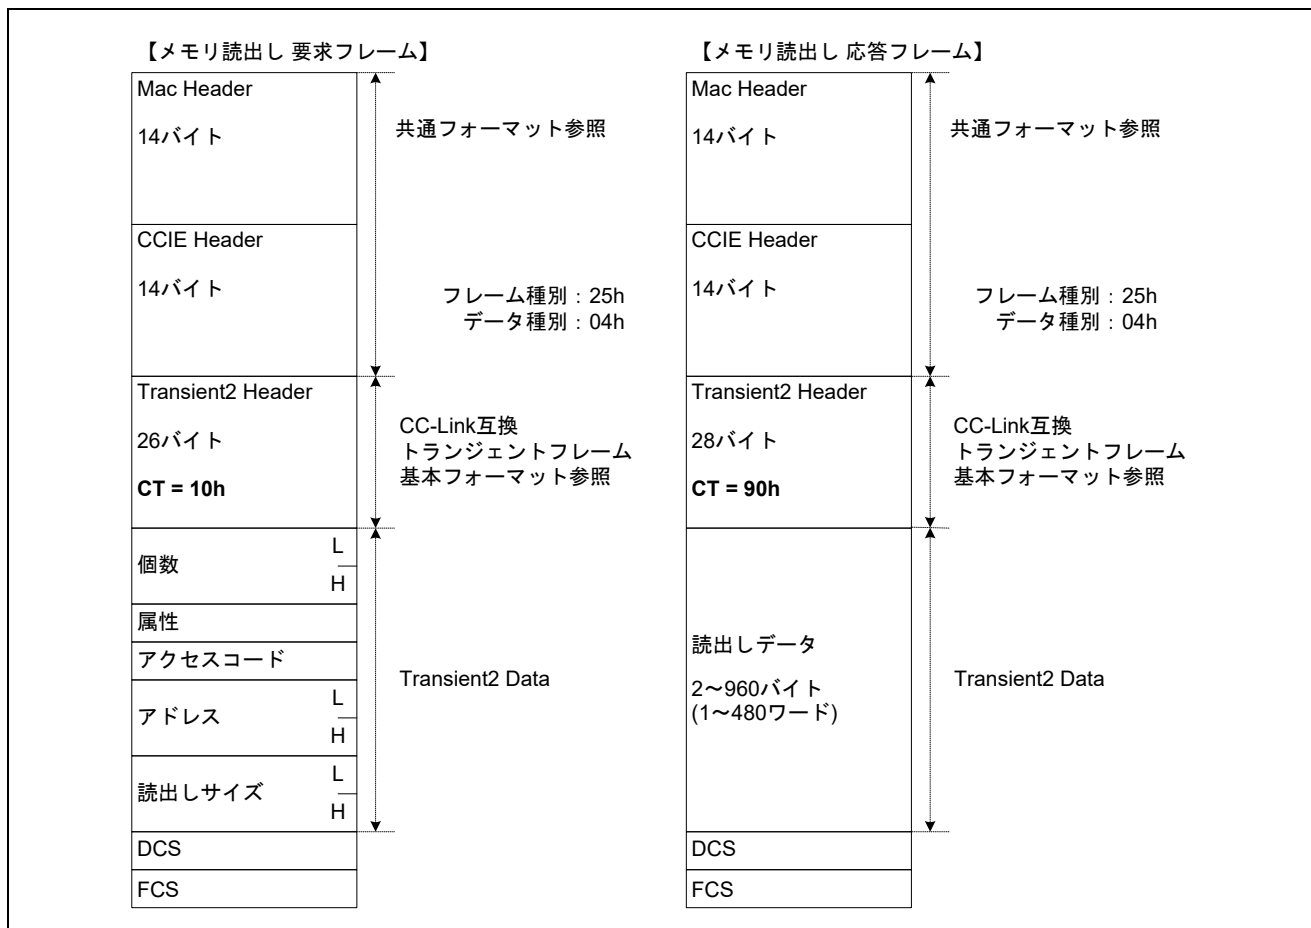 【メモリ読出し 要求フレーム】
Mac Header
14バイト
共通フォーマット参照
CCIE Header
14バイト
フレーム種別：25h
データ種別：04h
Transient2 Header
26バイト
CT = 10h
CC-Link互換
トランジェントフレーム
基本フォーマット参照
個数
L
H
属性
アクセスコード
アドレス
L
H
読出しサイズ
L
H
Transient2 Data
DCS
FCS
【メモリ読出し 応答フレーム】
Mac Header
14バイト
共通フォーマット参照
CCIE Header
14バイト
フレーム種別：25h
データ種別：04h
Transient2 Header
28バイト
CT = 90h
CC-Link互換
トランジェントフレーム
基本フォーマット参照
読出しデータ
2～960バイト
(1～480ワード)
Transient2 Data
DCS
FCS